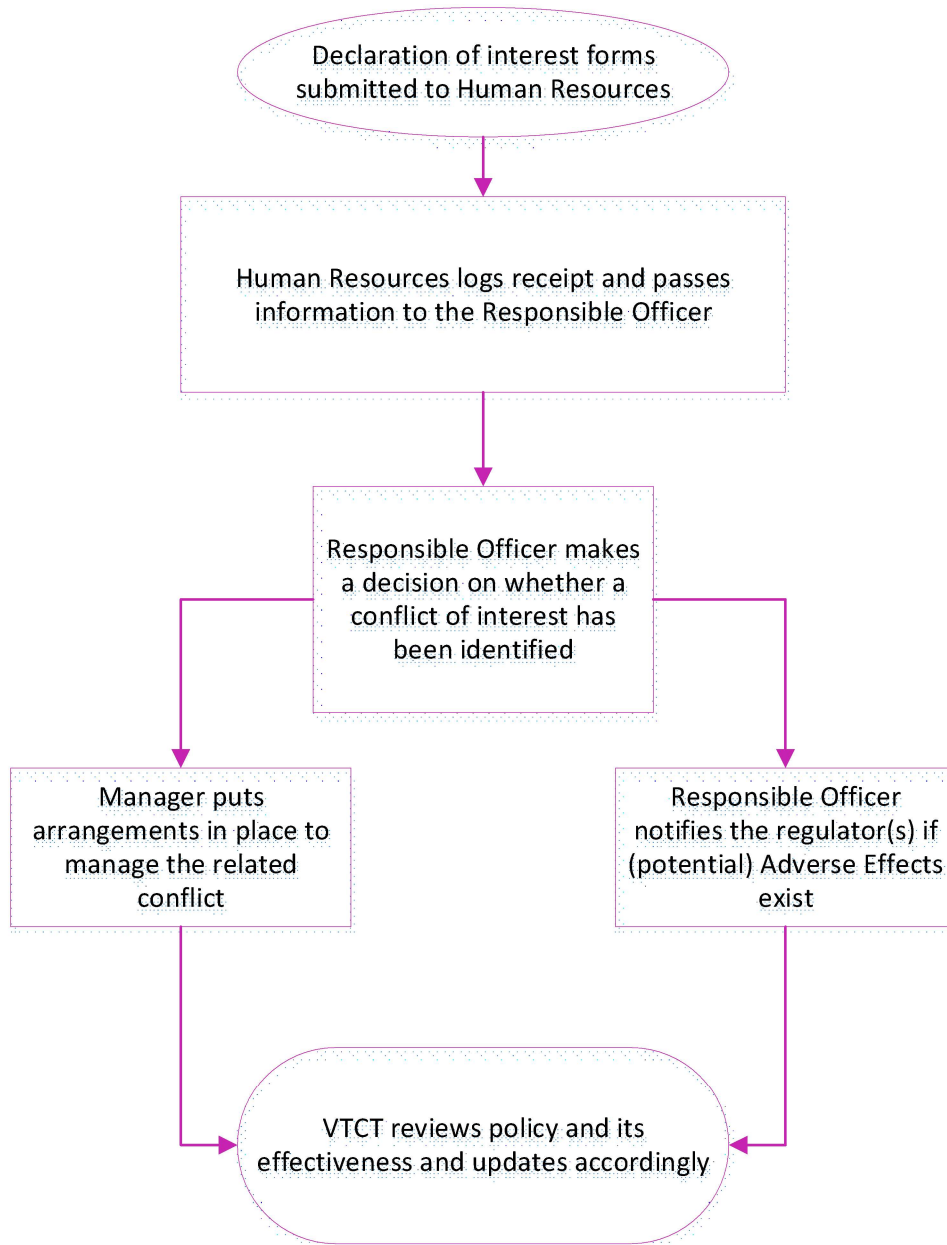 Declaration of interest forms
submitted to Human Resources
Human Resources logs receipt and passes
information to the Responsible Officer
Responsible Officer makes
a decision on whether a
conflict of interest has
been identified
Manager puts
arrangements in place to
manage the related
conflict
Responsible Officer
notifies the regulator(s) if
(potential) Adverse Effects
exist
VTCT reviews policy and its
effectiveness and updates accordingly